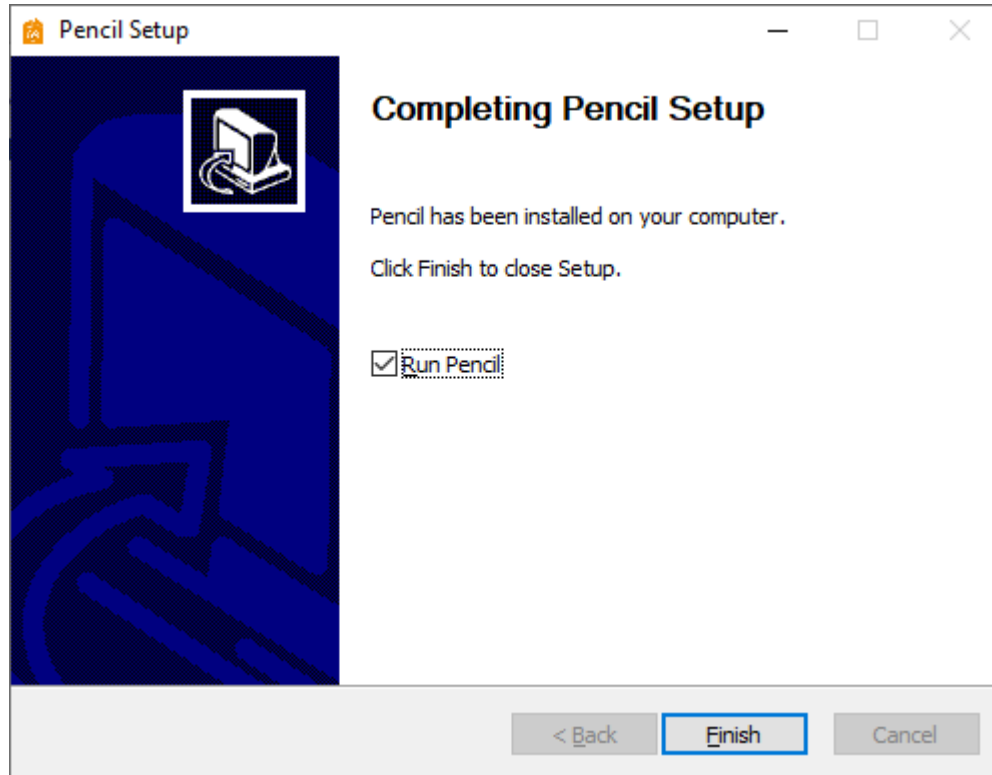 Pencil Setup
Completing Pencil Setup
Pencil has been installed on your computer.
Click Finish to close Setup.
Run Pencil
< Back Finish Cancel